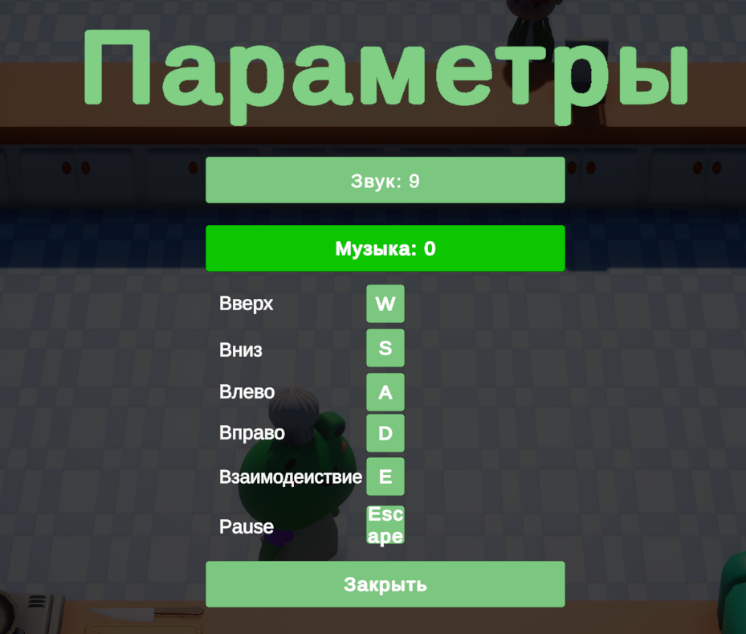 Параметры
Звук: 9
Музыка: 0
Вверх W
Вниз S
Влево A
Вправо D
Взаимодеиствие E
Pause Esc
ape
Закрыть